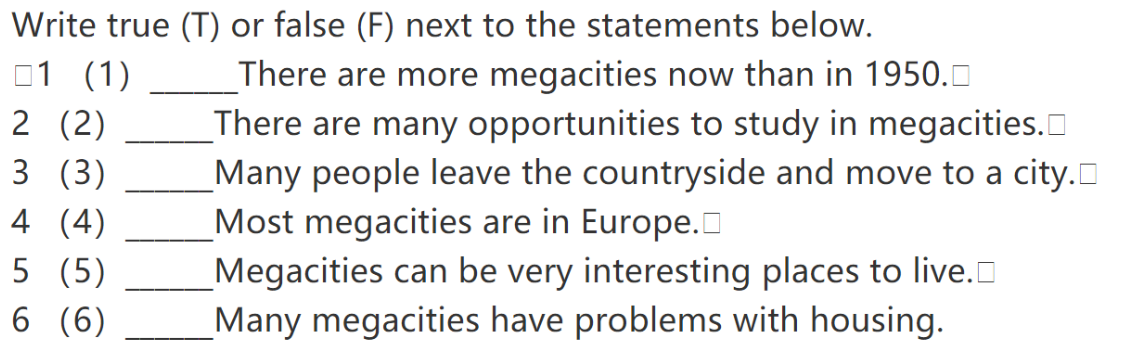 Write true (T) or false (F) next to the statements below.
□1 (1) ______There are more megacities now than in 1950.□
2 (2) ______There are many opportunities to study in megacities.□
3 (3) ______Many people leave the countryside and move to a city.□
4 (4) ______Most megacities are in Europe.□
5 (5) ______Megacities can be very interesting places to live.□
6 (6) ______Many megacities have problems with housing.